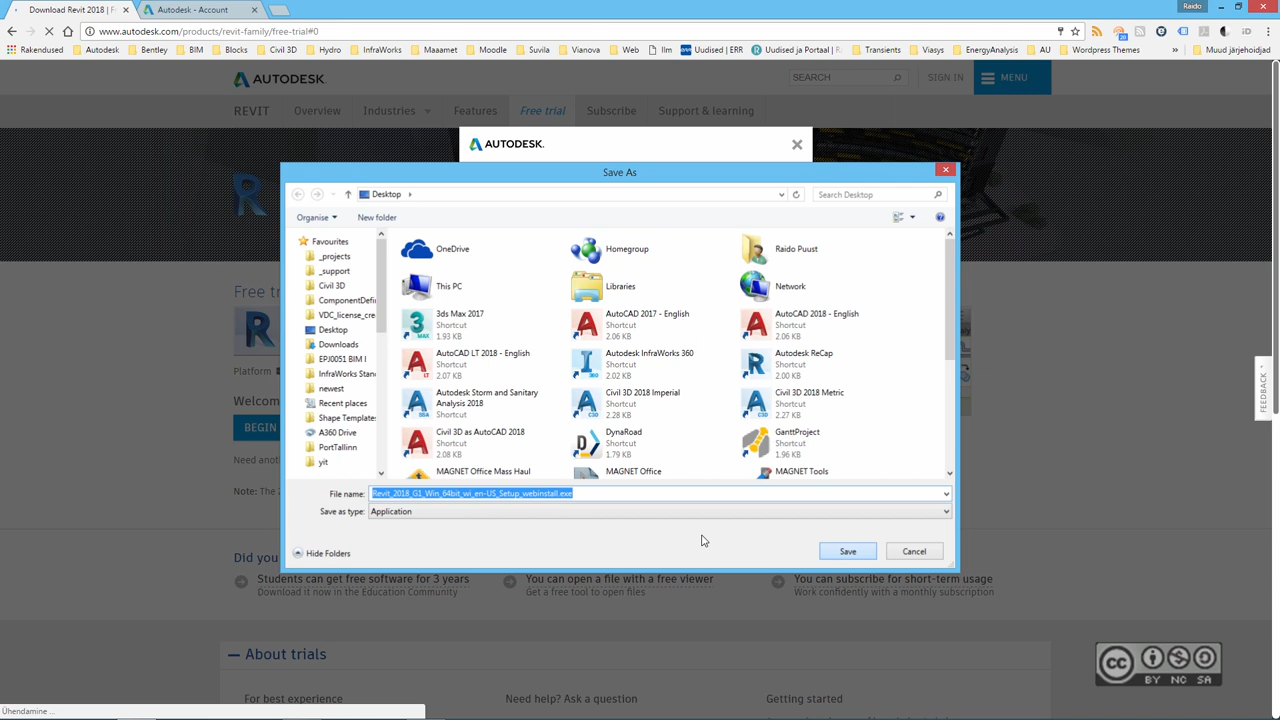 Download Revit 2018 | F
Autodesk - Account
Raido
www.autodesk.com/products/revit-family/free-trial#0
Rakendused
Autodesk
Bentley
BIM
Blocks
Civil 3D
Hydro
InfraWorks
Maaamet
Moodle
Suvila
Vianova
Web
Ilm
Uudised | ERR
Uudised ja Portaal | R
Transients
Viasys
EnergyAnalysis
AU
Wordpress Themes
»
Muud järjehoidjad
AUTODESK.
SEARCH
SIGN IN
MENU
REVIT
Overview
Industries
Features
Free trial
Subscribe
Support & learning
AUTODESK.
Save As
Desktop
Search Desktop
Organise
New folder
Favourites
_projects
_support
Civil 3D
ComponentDefi
VDC_license_cre
Desktop
Downloads
EPJ0051 BIM I
InfraWorks Stan
newest
Recent places
Shape Templates
A360 Drive
PortTallinn
yit
OneDrive
Homegroup
Raido Puust
This PC
Libraries
Network
3ds Max 2017
Shortcut
1.93 KB
AutoCAD 2017 - English
Shortcut
2.06 KB
AutoCAD 2018 - English
Shortcut
2.06 KB
AutoCAD LT 2018 - English
Shortcut
2.07 KB
Autodesk InfraWorks 360
Shortcut
2.02 KB
Autodesk ReCap
Shortcut
2.00 KB
Autodesk Storm and Sanitary
Analysis 2018
Shortcut
Civil 3D 2018 Imperial
Shortcut
2.28 KB
Civil 3D 2018 Metric
Shortcut
2.27 KB
Civil 3D as AutoCAD 2018
Shortcut
2.08 KB
DynaRoad
Shortcut
1.79 KB
GanttProject
Shortcut
1.96 KB
MAGNET Office Mass Haul
MAGNET Office
MAGNET Tools
File name:
Revit_2018_G1_Win_64bit_wi_en-US_Setup_webinstall.exe
Save as type:
Application
Hide Folders
Save
Cancel
Free tr
Platform
Welcom
BEGIN
Need anot
Note: The
FEEDBACK
Did you
Students can get free software for 3 years
Download it now in the Education Community
You can open a file with a free viewer
Get a free tool to open files
You can subscribe for short-term usage
Work confidently with a monthly subscription
About trials
For best experience
Need help? Ask a question
Getting started
Ühendamine ...
CC
BY NC SA